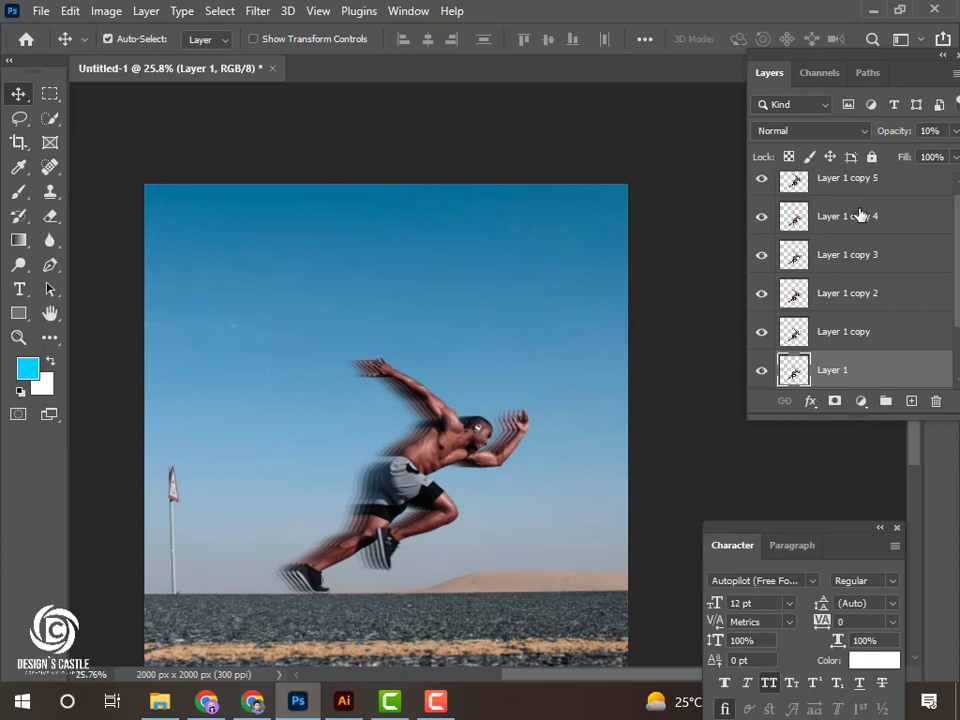 Ps File Edit Image Layer Type Select Filter 3D View Plugins Window Help
Auto-Select: Layer Show Transform Controls 3D Mode:
Untitled-1 @ 25.8% (Layer 1, RGB/8) *
Layers Channels Paths
Kind
Normal Opacity: 10%
Lock: Fill: 100%
Layer 1 copy 5
Layer 1 copy 4
Layer 1 copy 3
Layer 1 copy 2
Layer 1 copy
Layer 1
fx
Character Paragraph
Autopilot (Free Fo... Regular
12 pt (Auto)
Metrics 0
100% 100%
0 pt Color:
DESIGN`S CASTLE
25.76% 2000 px x 2000 px (300 ppi)
Ps Ai C C 25°C